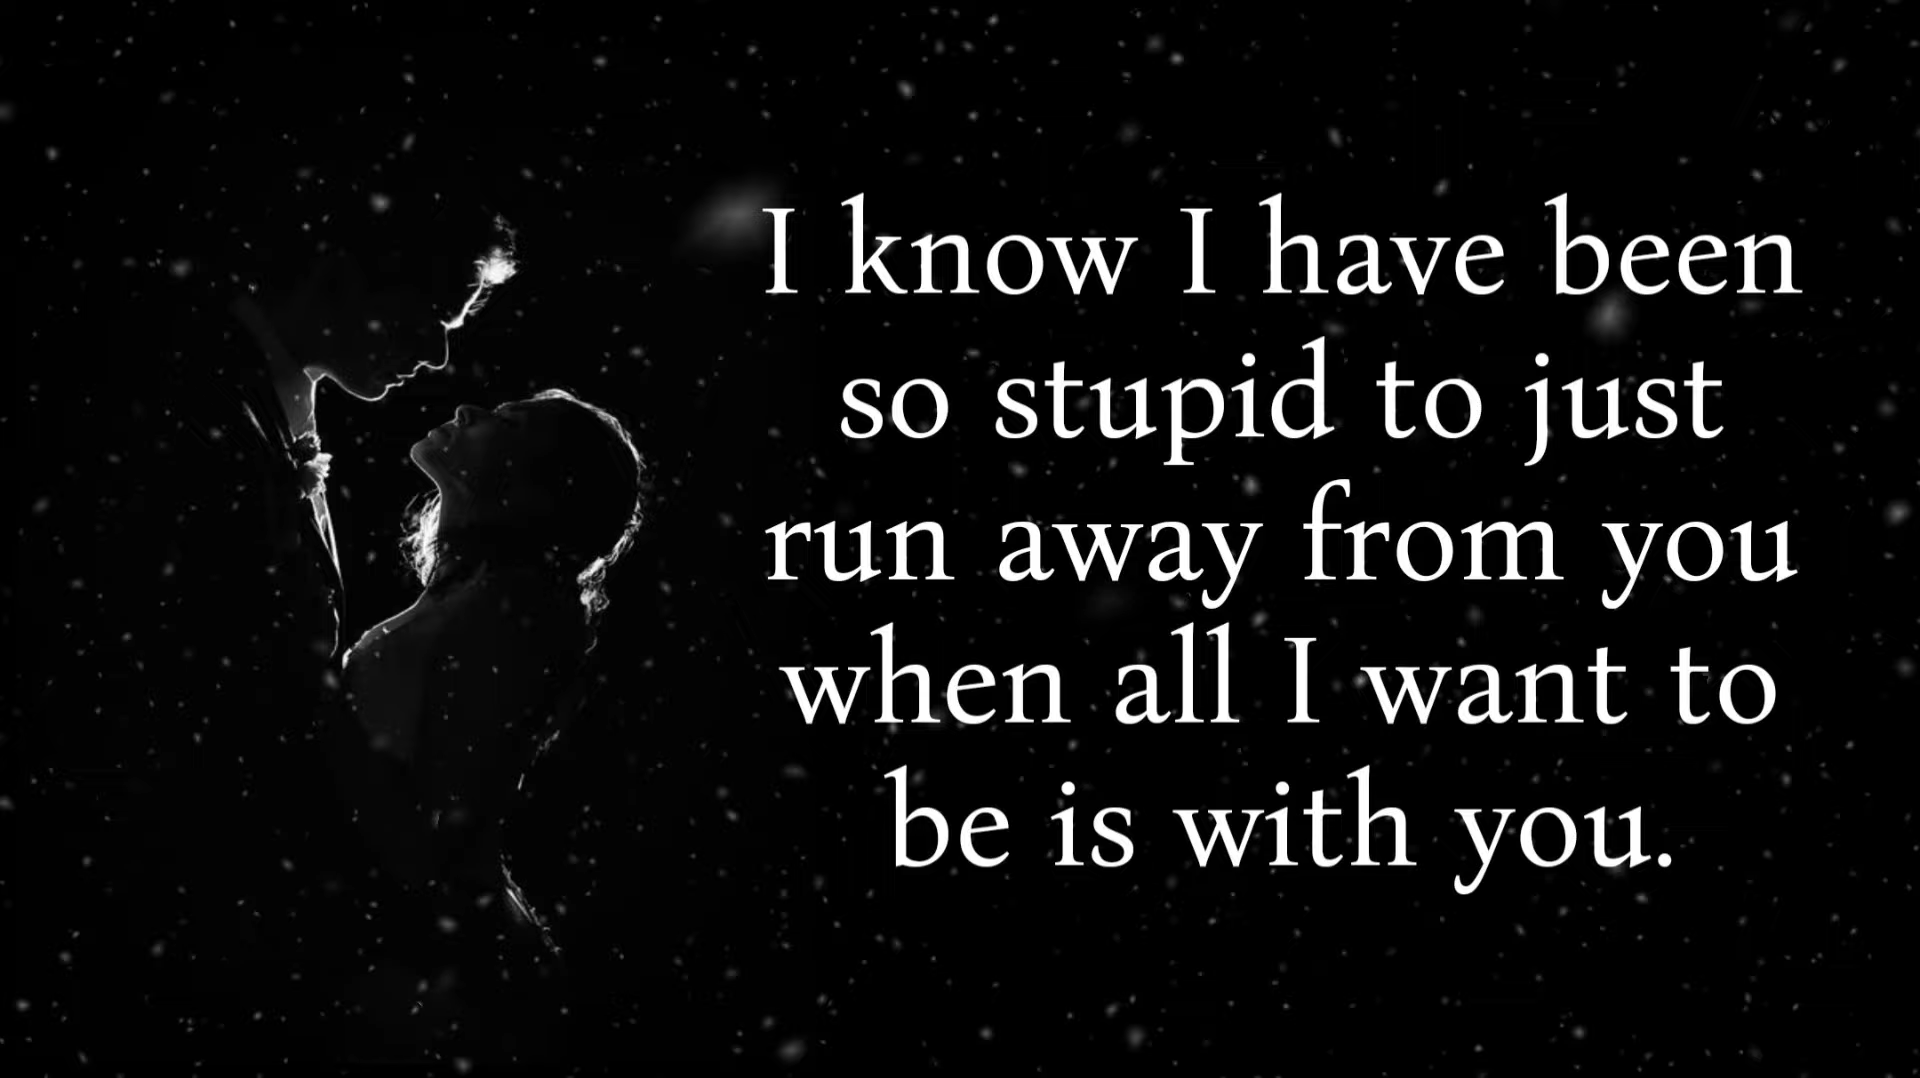 I know I have been
so stupid to just
run away from you
when all I want to
be is with you.